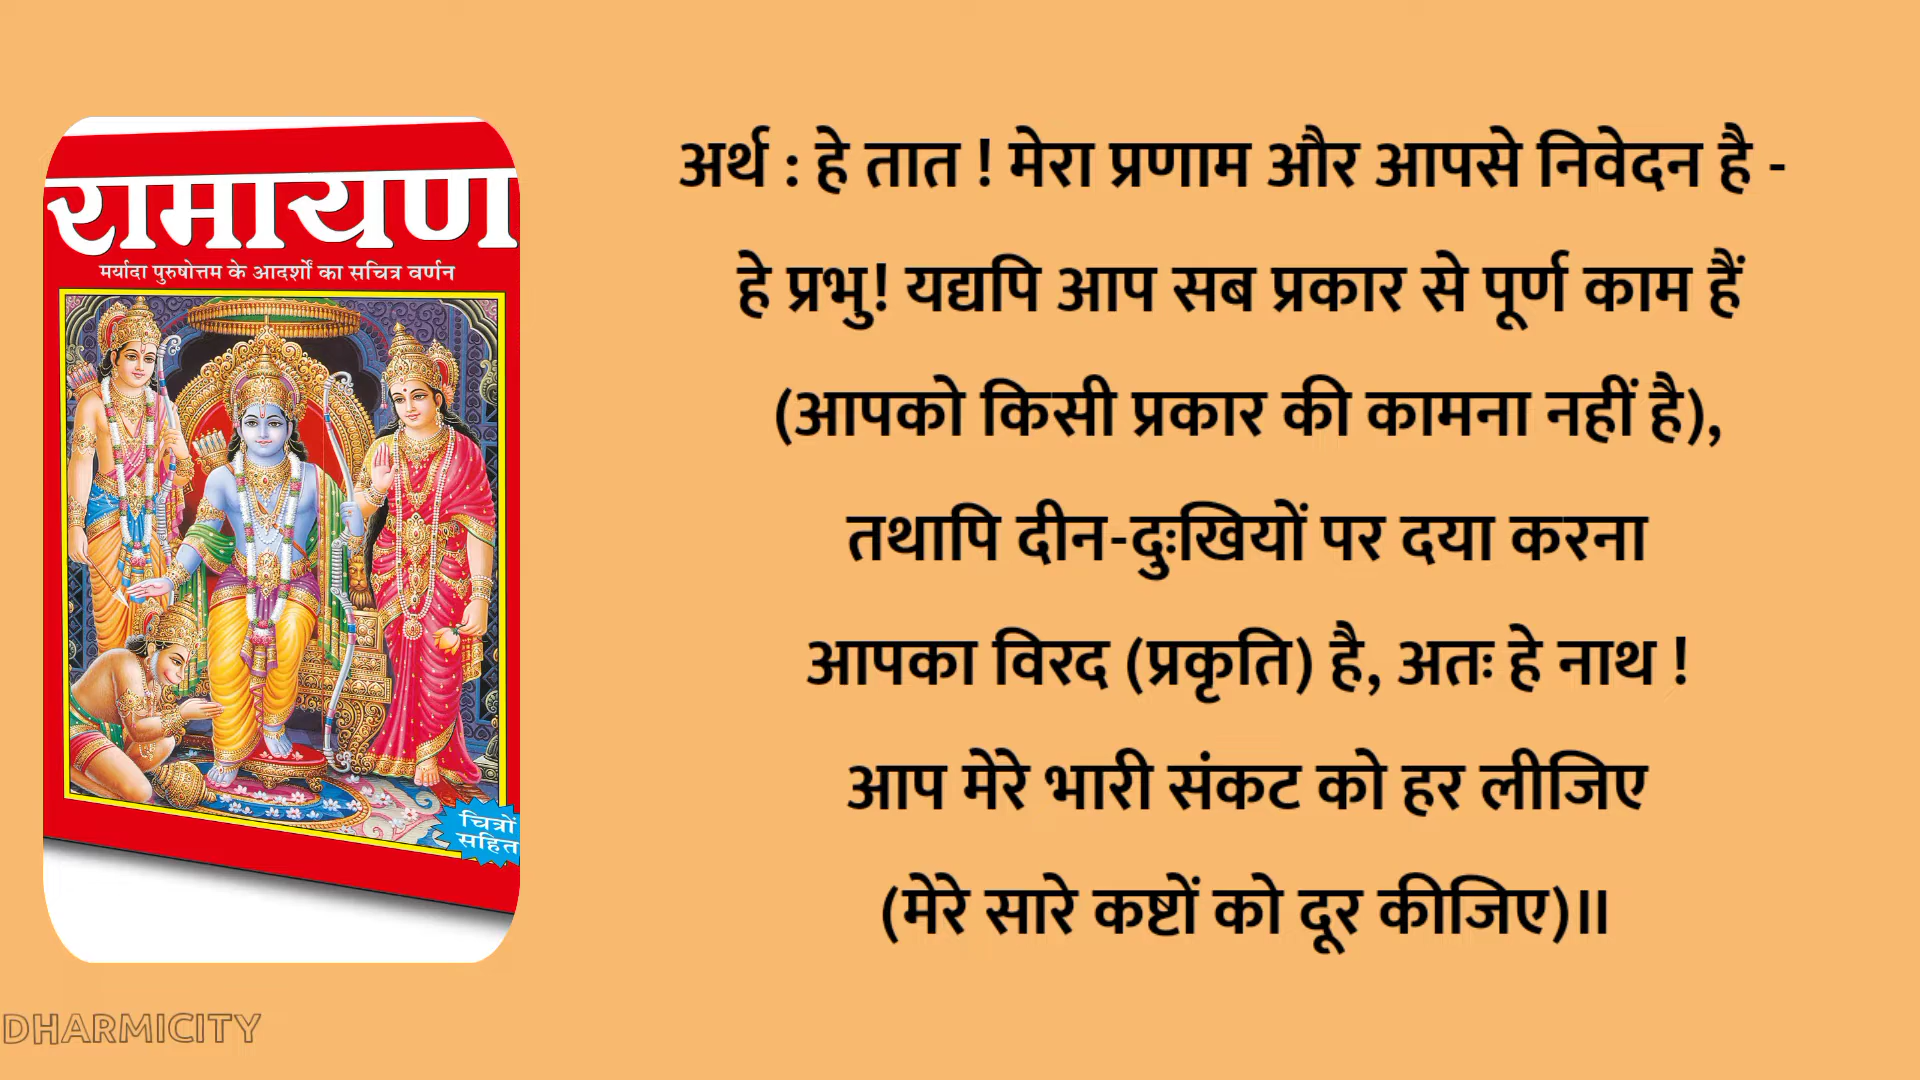 रामायण
मर्यादा पुरुषोत्तम के आदर्शों का सचित्र वर्णन
चित्रों
सहित
अर्थ : हे तात ! मेरा प्रणाम और आपसे निवेदन है -
हे प्रभु! यद्यपि आप सब प्रकार से पूर्ण काम हैं
(आपको किसी प्रकार की कामना नहीं है),
तथापि दीन-दुःखियों पर दया करना
आपका विरद (प्रकृति) है, अतः हे नाथ !
आप मेरे भारी संकट को हर लीजिए
(मेरे सारे कष्टों को दूर कीजिए)॥
DHARMICITY